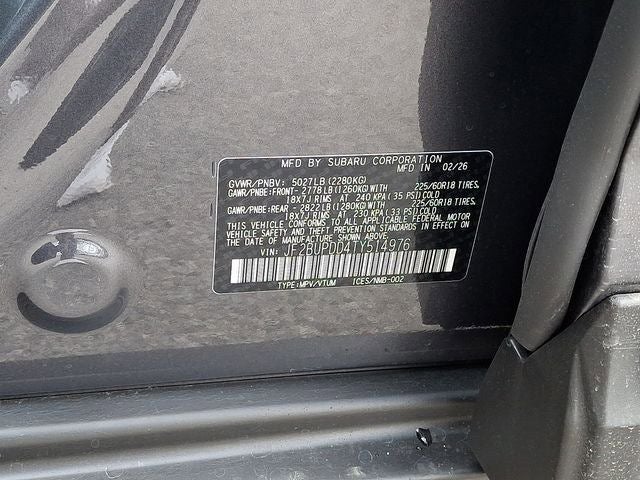 MFD BY SUBARU CORPORATION
MFD IN 02/26
GVWR/PNBV: 5027LB(2280KG)
GAWR/PNBE:FRONT- 2778LB(1260KG)WITH 225/60R18 TIRES,
18X7J RIMS AT 240 KPA(35 PSI)COLD
GAWR/PNBE:REAR - 2822LB(1280KG)WITH 225/60R18 TIRES,
18X7J RIMS AT 230 KPA(33 PSI)COLD
THIS VEHICLE CONFORMS TO ALL APPLICABLE FEDERAL MOTOR
VEHICLE SAFETY AND THEFT PREVENTION STANDARDS IN EFFECT ON
THE DATE OF MANUFACTURE SHOWN ABOVE.
VIN: JF2BUPDD4TY514976
TYPE:MPV/VTUM ICES/NMB-002